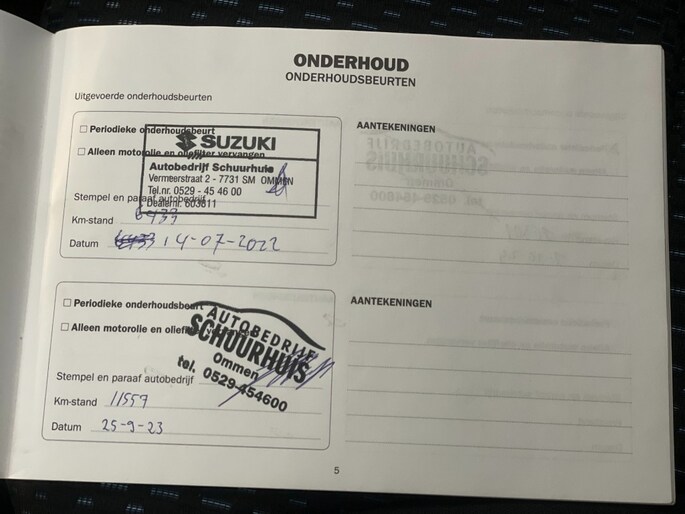 ONDERHOUD
ONDERHOUDSBEURTEN
Uitgevoerde onderhoudsbeurten
Periodieke onderhoudsbeurt
SUZUKI
Alleen motorolie en oliefilter vervangen
Autobedrijf Schuurhuis
Vermeerstraat 2 - 7731 SM OMMEN
Tel.nr. 0529 - 45 46 00
Stempel en paraaf autobedrijf
Dealernr. 603811
Km-stand 6433
Datum 14-07-2022
AANTEKENINGEN
Periodieke onderhoudsbeurt
Alleen motorolie en oliefilter
AUTOBEDRIJF
SCHUURHUIS
Ommen
tel. 0529-454600
Stempel en paraaf autobedrijf
Km-stand 11557
Datum 25-9-23
AANTEKENINGEN
5